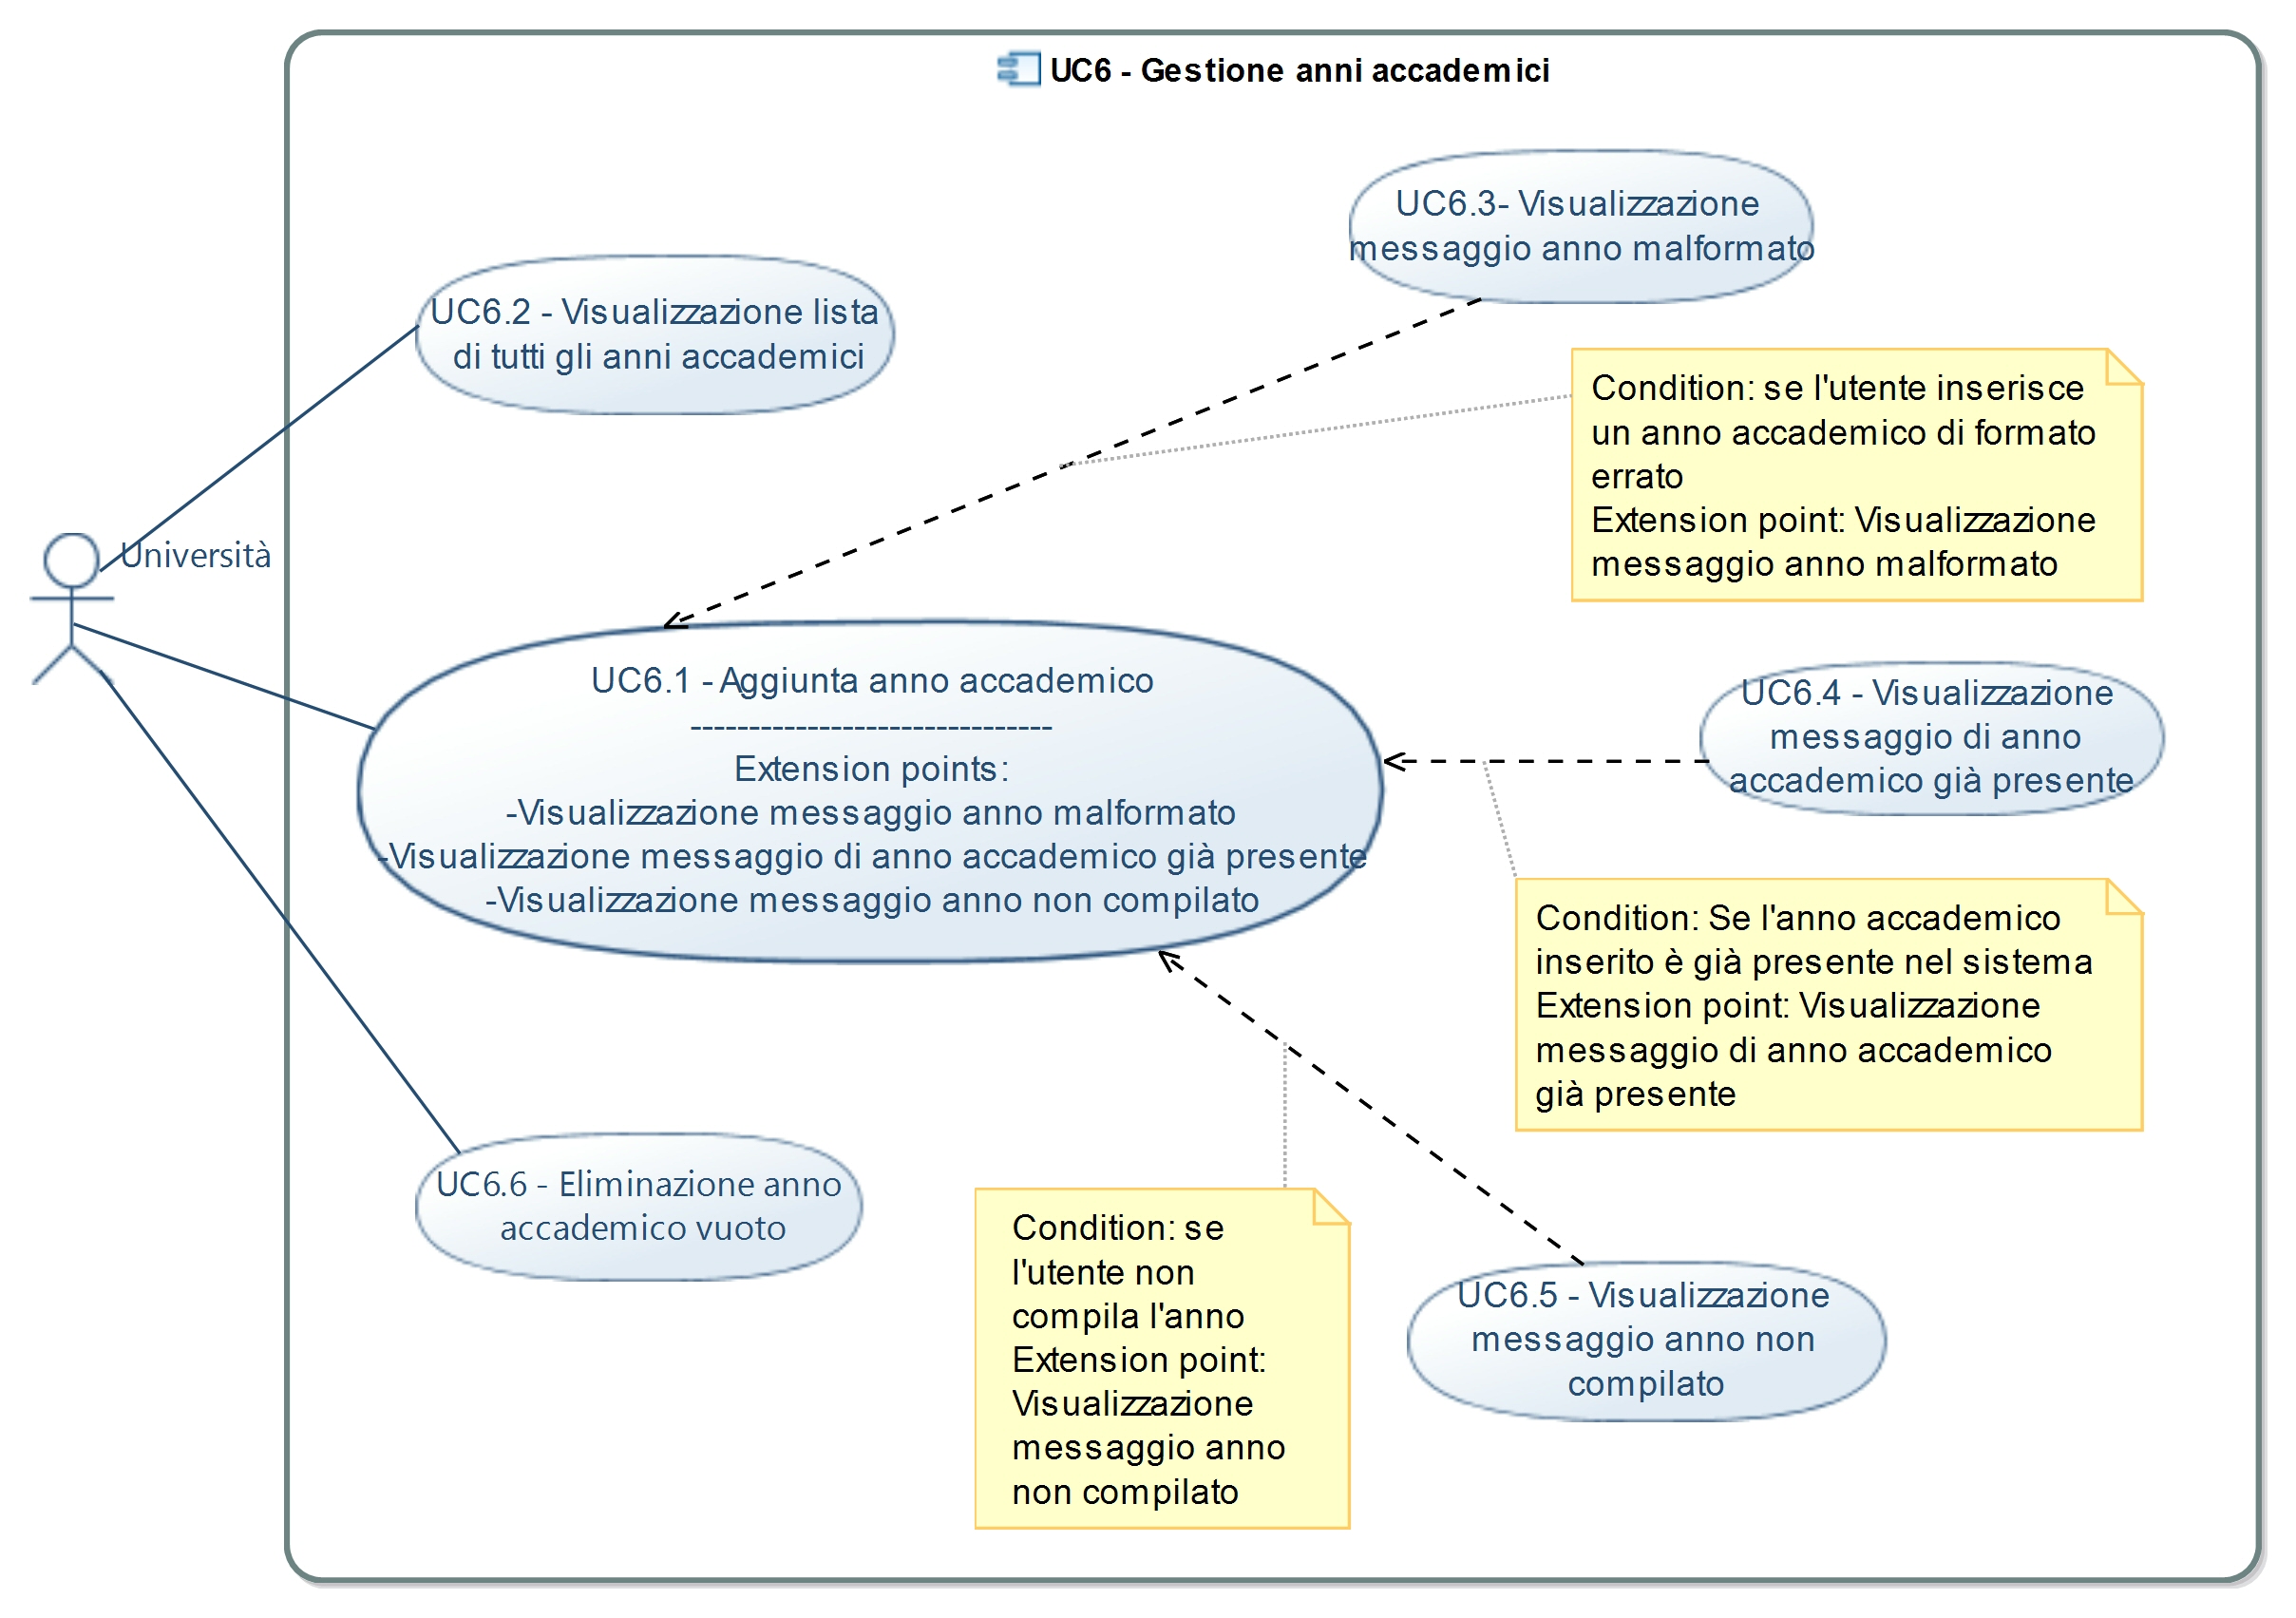 UC6 - Gestione anni accademici
UC6.3- Visualizzazione
messaggio anno malformato
UC6.2 - Visualizzazione lista
di tutti gli anni accademici
Condition: se l'utente inserisce
un anno accademico di formato
errato
Extension point: Visualizzazione
messaggio anno malformato
Università
UC6.1 - Aggiunta anno accademico
-------------------------------
Extension points:
-Visualizzazione messaggio anno malformato
-Visualizzazione messaggio di anno accademico già presente
-Visualizzazione messaggio anno non compilato
UC6.4 - Visualizzazione
messaggio di anno
accademico già presente
Condition: Se l'anno accademico
inserito è già presente nel sistema
Extension point: Visualizzazione
messaggio di anno accademico
già presente
UC6.6 - Eliminazione anno
accademico vuoto
Condition: se
l'utente non
compila l'anno
Extension point:
Visualizzazione
messaggio anno
non compilato
UC6.5 - Visualizzazione
messaggio anno non
compilato